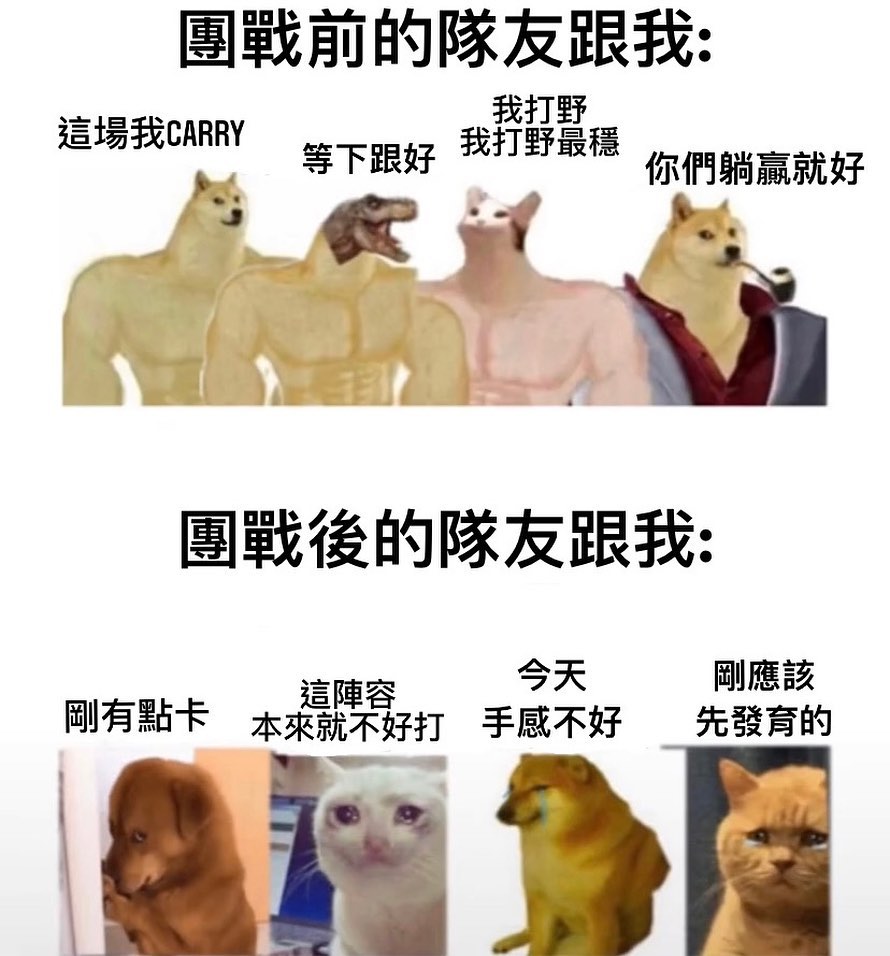 團戰前的隊友跟我:
這場我CARRY
等下跟好
我打野
我打野最穩
你們躺贏就好
團戰後的隊友跟我:
剛有點卡
這陣容
本來就不好打
今天
手感不好
剛應該
先發育的